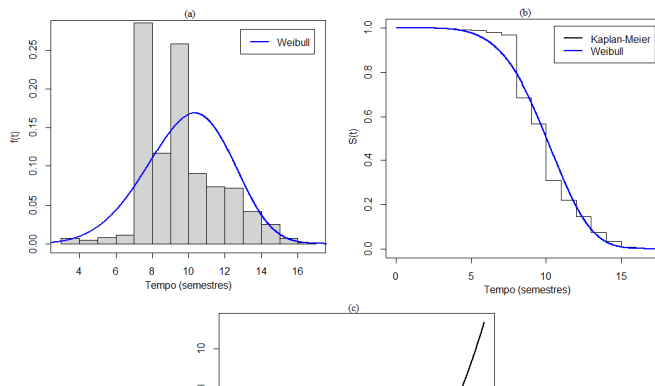 (a)
Weibull
f(t)
0.00 0.05 0.10 0.15 0.20 0.25
4 6 8 10 12 14 16
Tempo (semestres)
(b)
Kaplan-Meier
Weibull
S(t)
0.0 0.2 0.4 0.6 0.8 1.0
0 5 10 15
Tempo (semestres)
(c)
10